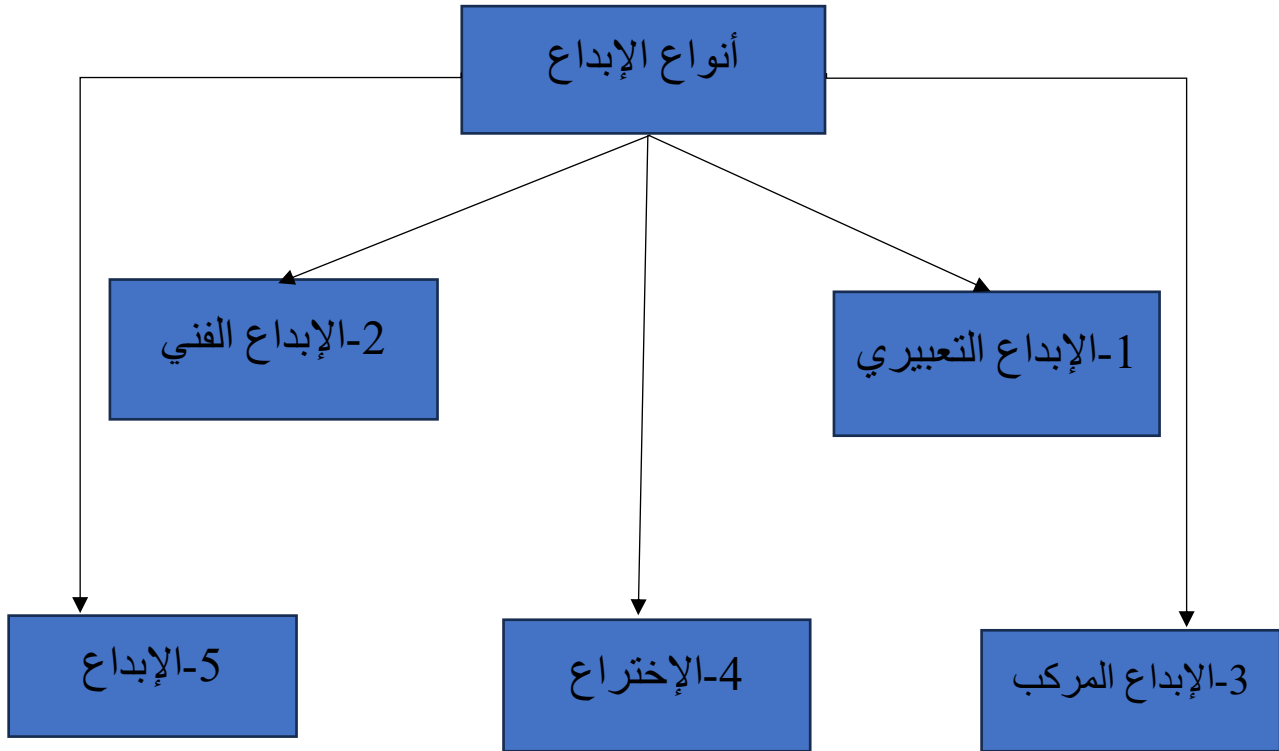 أنواع الإبداع
1-الإبداع التعبيري
2-الإبداع الفني
3-الإبداع المركب
4-الإختراع
5-الإبداع